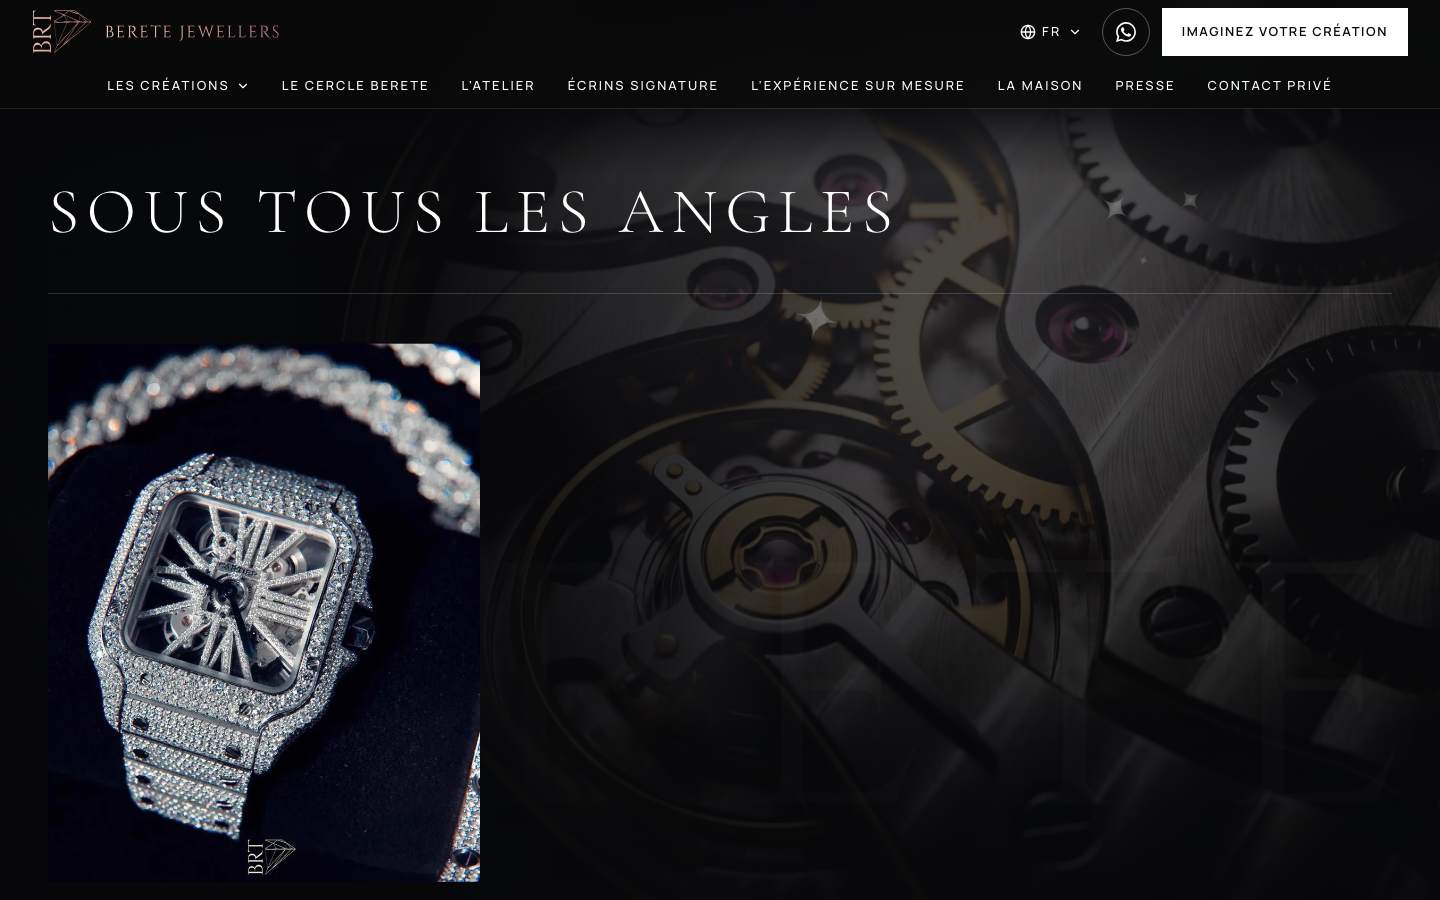 BRT
BERETE JEWELLERS
FR
IMAGINEZ VOTRE CRÉATION
LES CRÉATIONS
LE CERCLE BERETE
L'ATELIER
ÉCRINS SIGNATURE
L'EXPÉRIENCE SUR MESURE
LA MAISON
PRESSE
CONTACT PRIVÉ
SOUS TOUS LES ANGLES
BRT